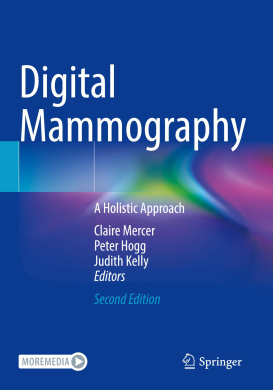 Digital
Mammography
A Holistic Approach
Claire Mercer
Peter Hogg
Judith Kelly
Editors
Second Edition
MOREMEDIA
Springer